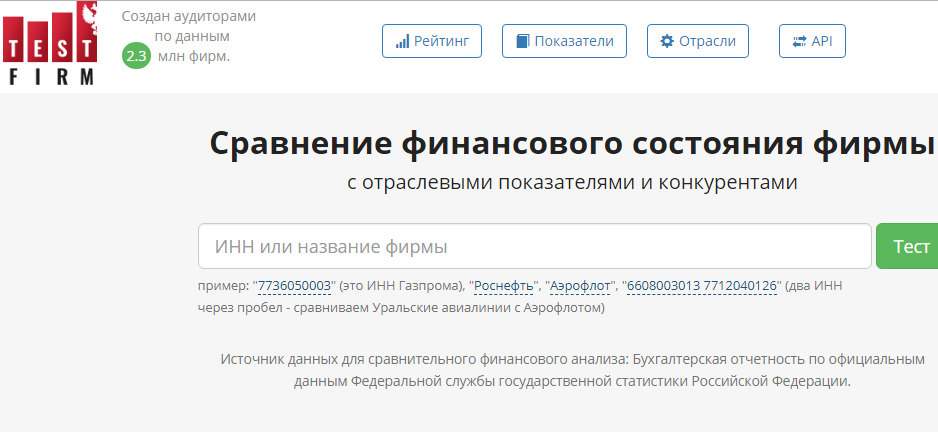 TEST
FIRM
Создан аудиторами
по данным
2.3 млн фирм.
Рейтинг
Показатели
Отрасли
API
Сравнение финансового состояния фирмы
с отраслевыми показателями и конкурентами
ИНН или название фирмы
Тест
пример: "7736050003" (это ИНН Газпрома), "Роснефть", "Аэрофлот", "6608003013 7712040126" (два ИНН
через пробел - сравниваем Уральские авиалинии с Аэрофлотом)
Источник данных для сравнительного финансового анализа: Бухгалтерская отчетность по официальным
данным Федеральной службы государственной статистики Российской Федерации.